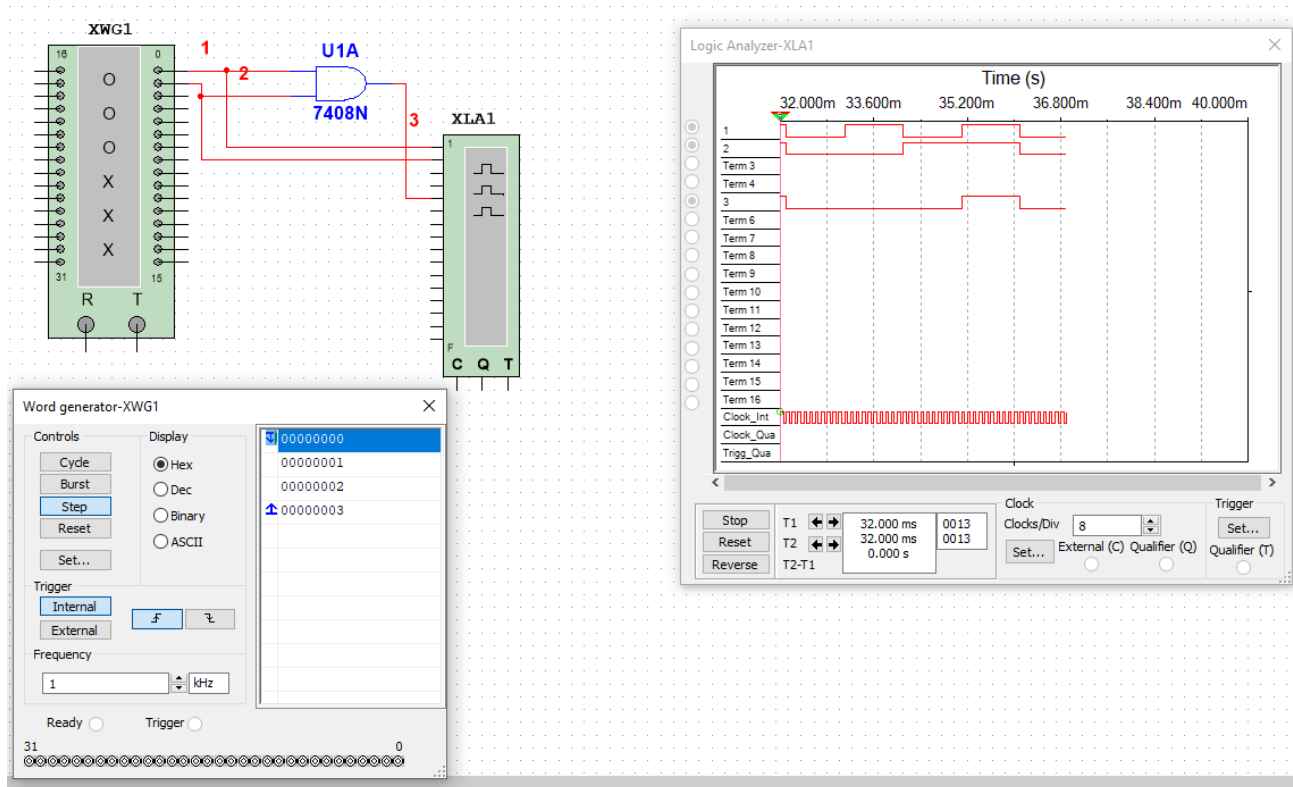 XWG1
16 0
O
O
O
X
X
X
31 15
R T
1
2
U1A
7408N
3
XLA1
1
F
C Q T
Logic Analyzer-XLA1
Time (s)
32.000m 33.600m 35.200m 36.800m 38.400m 40.000m
1
2
Term 3
Term 4
3
Term 6
Term 7
Term 8
Term 9
Term 10
Term 11
Term 12
Term 13
Term 14
Term 15
Term 16
Clock_Int
Clock_Qua
Trigg_Qua
Stop
Reset
Reverse
T1 32.000 ms 0013
T2 32.000 ms 0013
T2-T1 0.000 s
Clock
Clocks/Div 8
Set... External (C) Qualifier (Q)
Trigger
Set...
Qualifier (T)
Word generator-XWG1
Controls
Cycle
Burst
Step
Reset
Set...
Display
Hex
Dec
Binary
ASCII
Trigger
Internal
External
Frequency
1 kHz
Ready Trigger
31 0
00000000
00000001
00000002
00000003